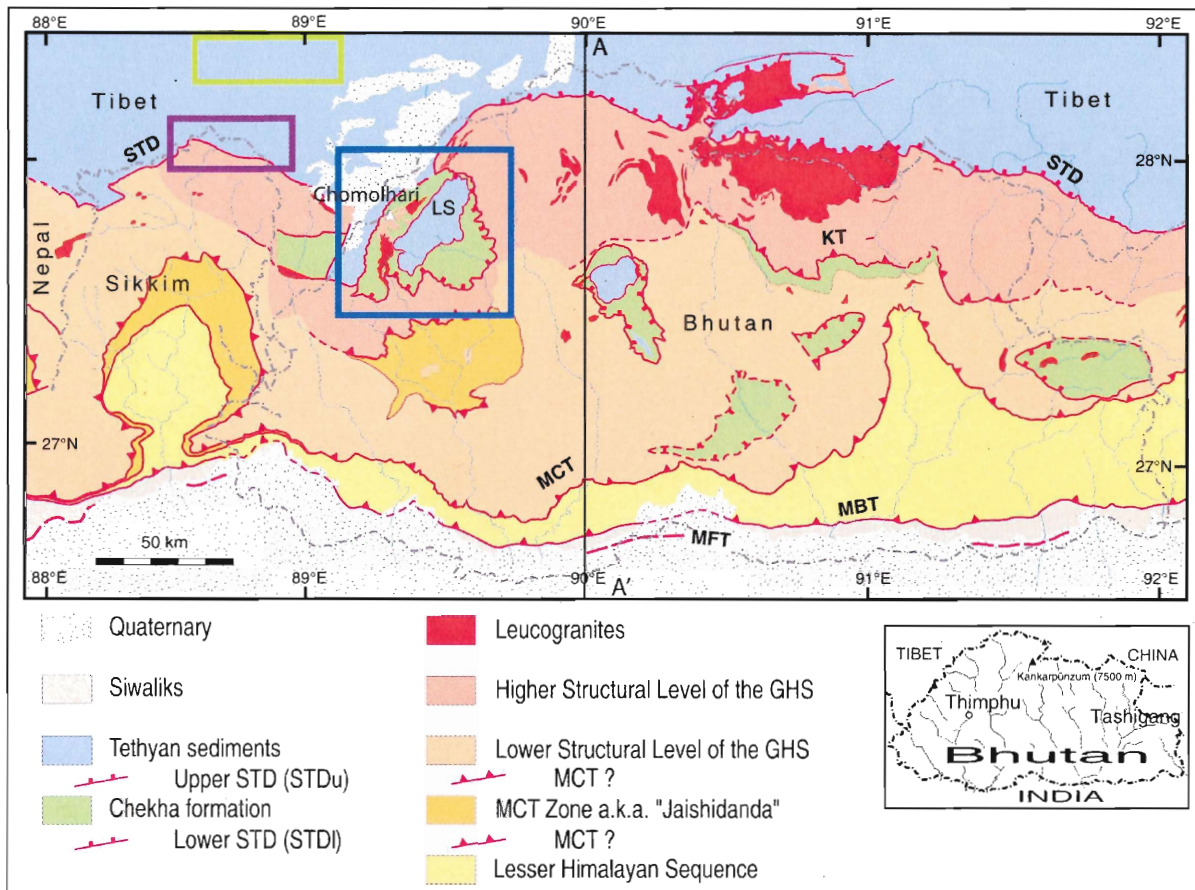 88°E 89°E 90°E 91°E 92°E
A
Tibet
Tibet
STD
STD
28°N
Chomolhari
LS
KT
Nepal
Sikkim
Bhutan
27°N
27°N
MCT
MBT
MFT
50 km
88°E 89°E 90°E 91°E 92°E
A'
Quaternary
Siwaliks
Tethyan sediments
Upper STD (STDu)
Chekha formation
Lower STD (STDl)
Leucogranites
Higher Structural Level of the GHS
Lower Structural Level of the GHS
MCT ?
MCT Zone a.k.a. "Jaishidanda"
MCT ?
Lesser Himalayan Sequence
TIBET
CHINA
Kankarpünzum (7500 m)
Thimphu
Tashigang
Bhutan
INDIA